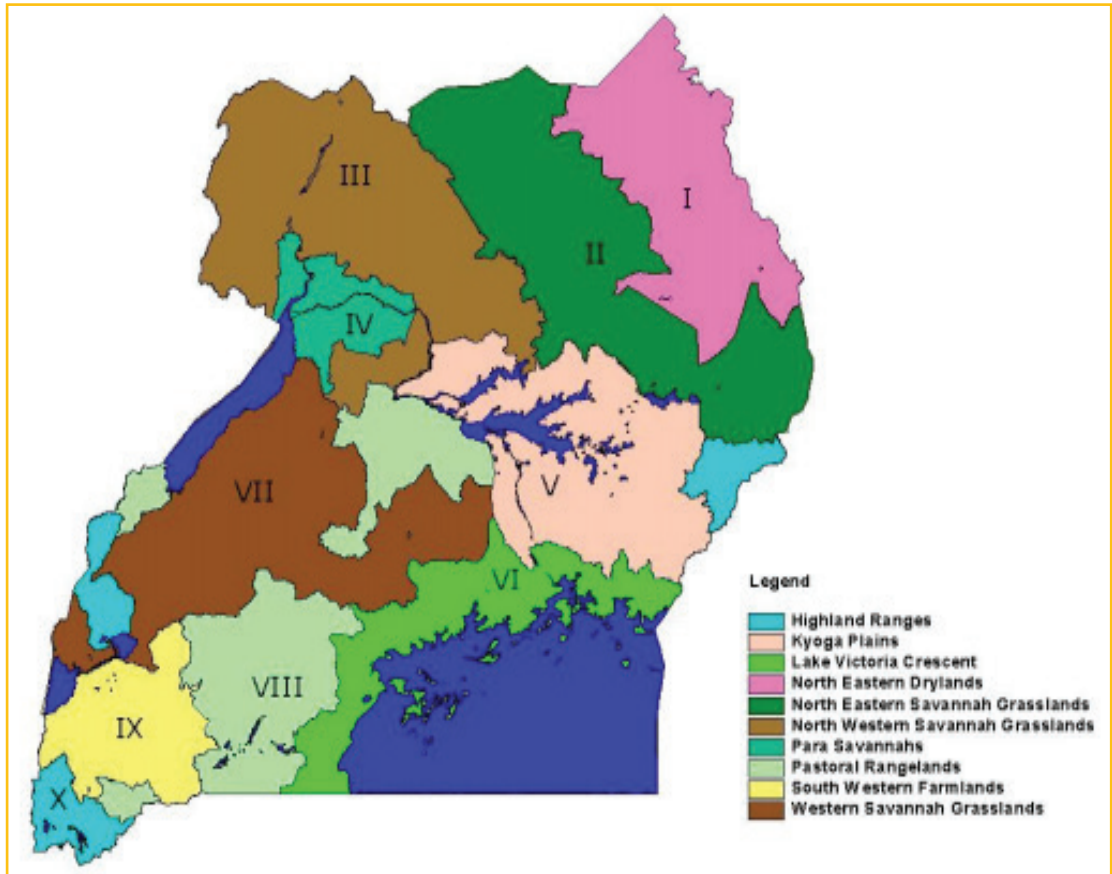 III
I
II
IV
VII
V
VI
VIII
IX
X
Legend
Highland Ranges
Kyoga Plains
Lake Victoria Crescent
North Eastern Drylands
North Eastern Savannah Grasslands
North Western Savannah Grasslands
Para Savannahs
Pastoral Rangelands
South Western Farmlands
Western Savannah Grasslands